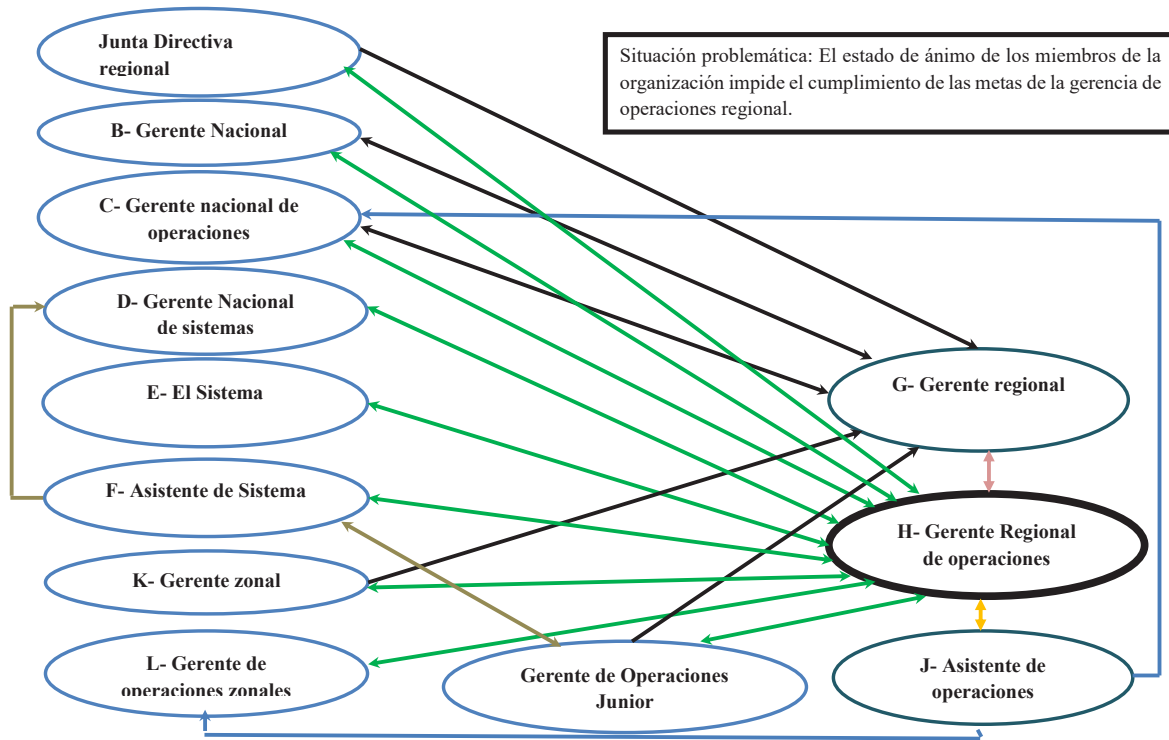 Junta Directiva
regional
Situación problemática: El estado de ánimo de los miembros de la
organización impide el cumplimiento de las metas de la gerencia de
operaciones regional.
B- Gerente Nacional
C- Gerente nacional de
operaciones
D- Gerente Nacional
de sistemas
E- El Sistema
G- Gerente regional
F- Asistente de Sistema
H- Gerente Regional
de operaciones
K- Gerente zonal
L- Gerente de
operaciones zonales
Gerente de Operaciones
Junior
J- Asistente de
operaciones